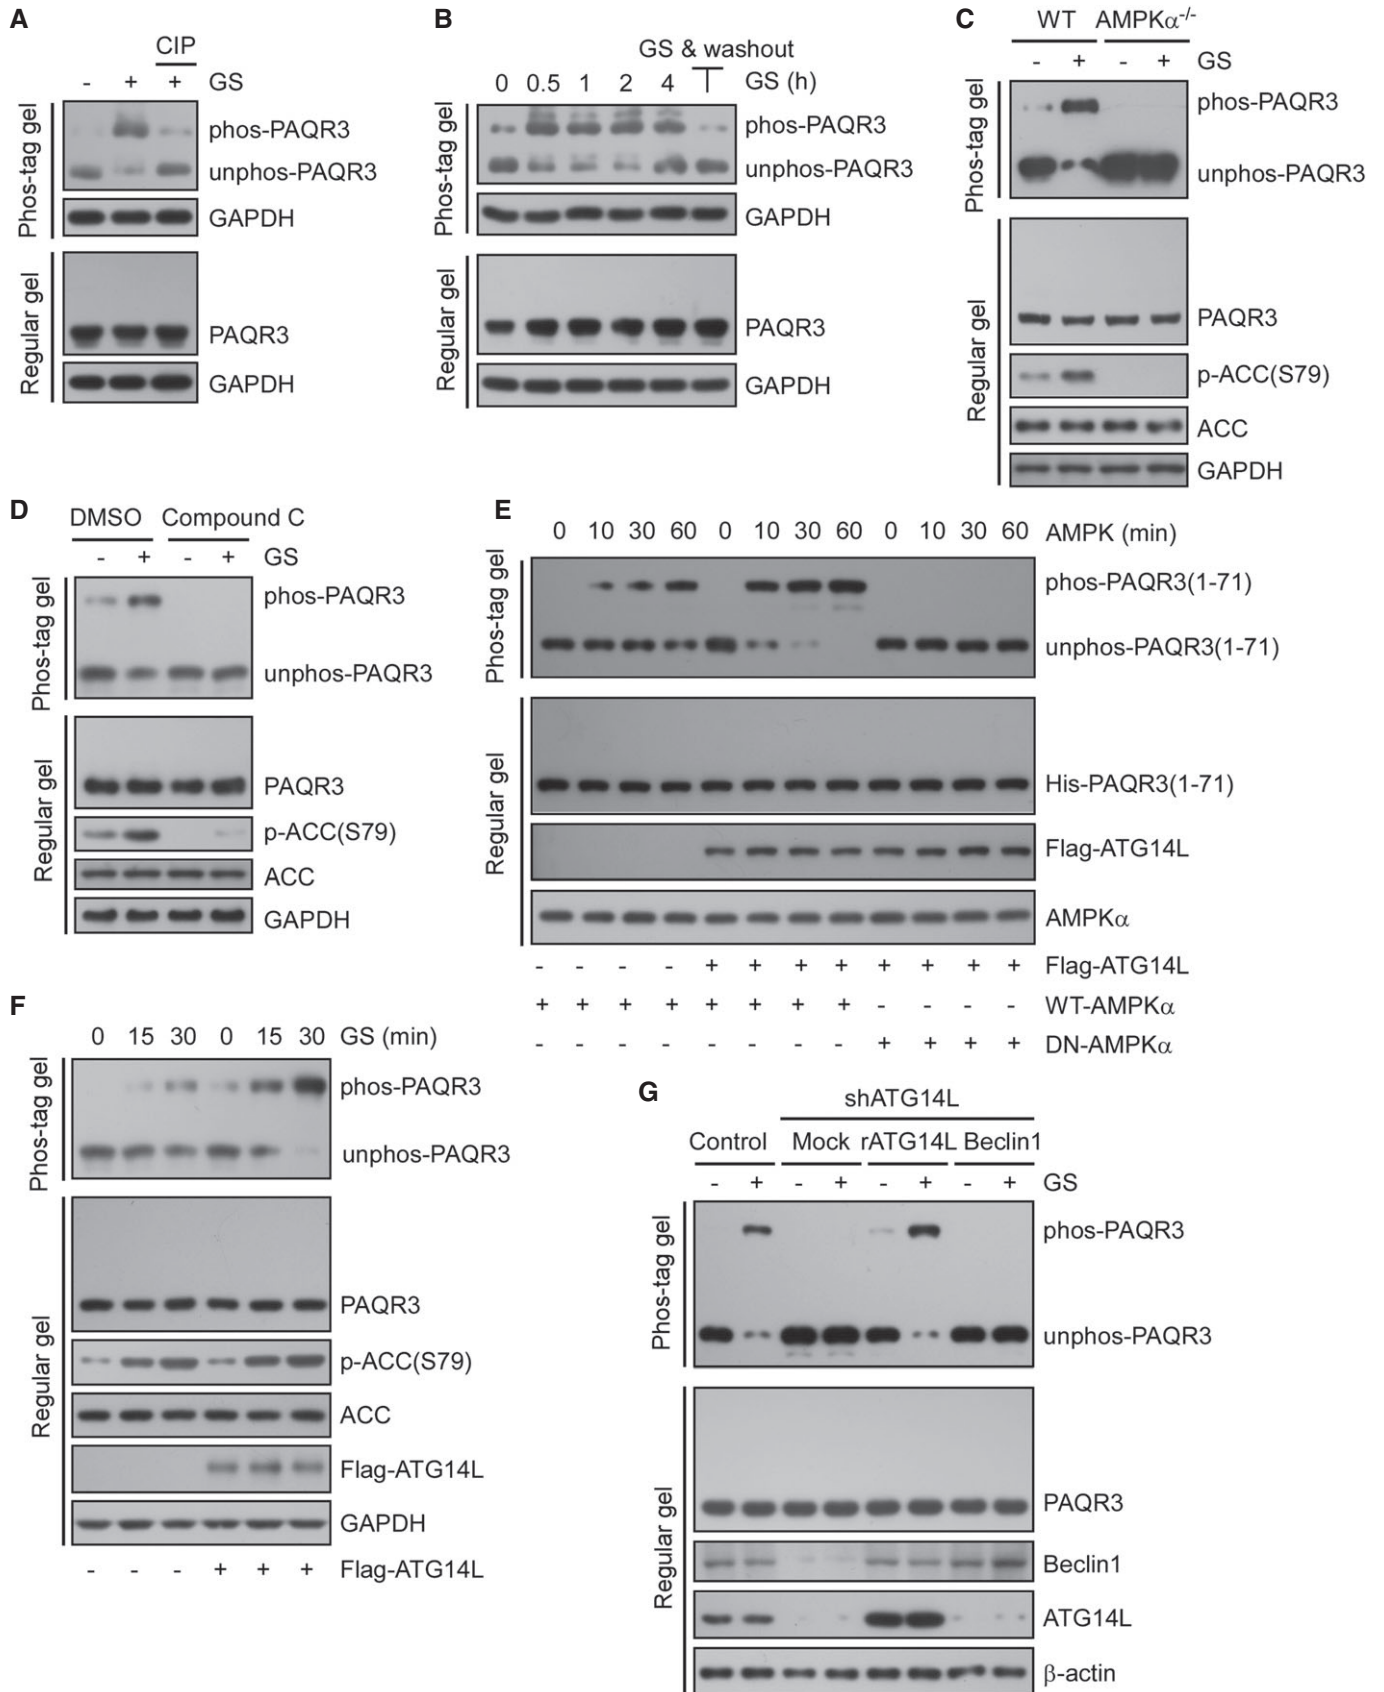 A
CIP
- + + GS
Phos-tag gel
phos-PAQR3
unphos-PAQR3
GAPDH
Regular gel
PAQR3
GAPDH
B
GS & washout
0 0.5 1 2 4 GS (h)
Phos-tag gel
phos-PAQR3
unphos-PAQR3
GAPDH
Regular gel
PAQR3
GAPDH
C
WT AMPKα-/-
- + - + GS
Phos-tag gel
phos-PAQR3
unphos-PAQR3
Regular gel
PAQR3
p-ACC(S79)
ACC
GAPDH
D
DMSO Compound C
- + - + GS
Phos-tag gel
phos-PAQR3
unphos-PAQR3
Regular gel
PAQR3
p-ACC(S79)
ACC
GAPDH
E
0 10 30 60 0 10 30 60 0 10 30 60 AMPK (min)
Phos-tag gel
phos-PAQR3(1-71)
unphos-PAQR3(1-71)
Regular gel
His-PAQR3(1-71)
Flag-ATG14L
AMPKα
- - - - + + + + + + + + Flag-ATG14L
+ + + + + + + + - - - - WT-AMPKα
- - - - - - - - + + + + DN-AMPKα
F
0 15 30 0 15 30 GS (min)
Phos-tag gel
phos-PAQR3
unphos-PAQR3
Regular gel
PAQR3
p-ACC(S79)
ACC
Flag-ATG14L
GAPDH
- - - + + + Flag-ATG14L
G
shATG14L
Control Mock rATG14L Beclin1
- + - + - + - + GS
Phos-tag gel
phos-PAQR3
unphos-PAQR3
Regular gel
PAQR3
Beclin1
ATG14L
β-actin